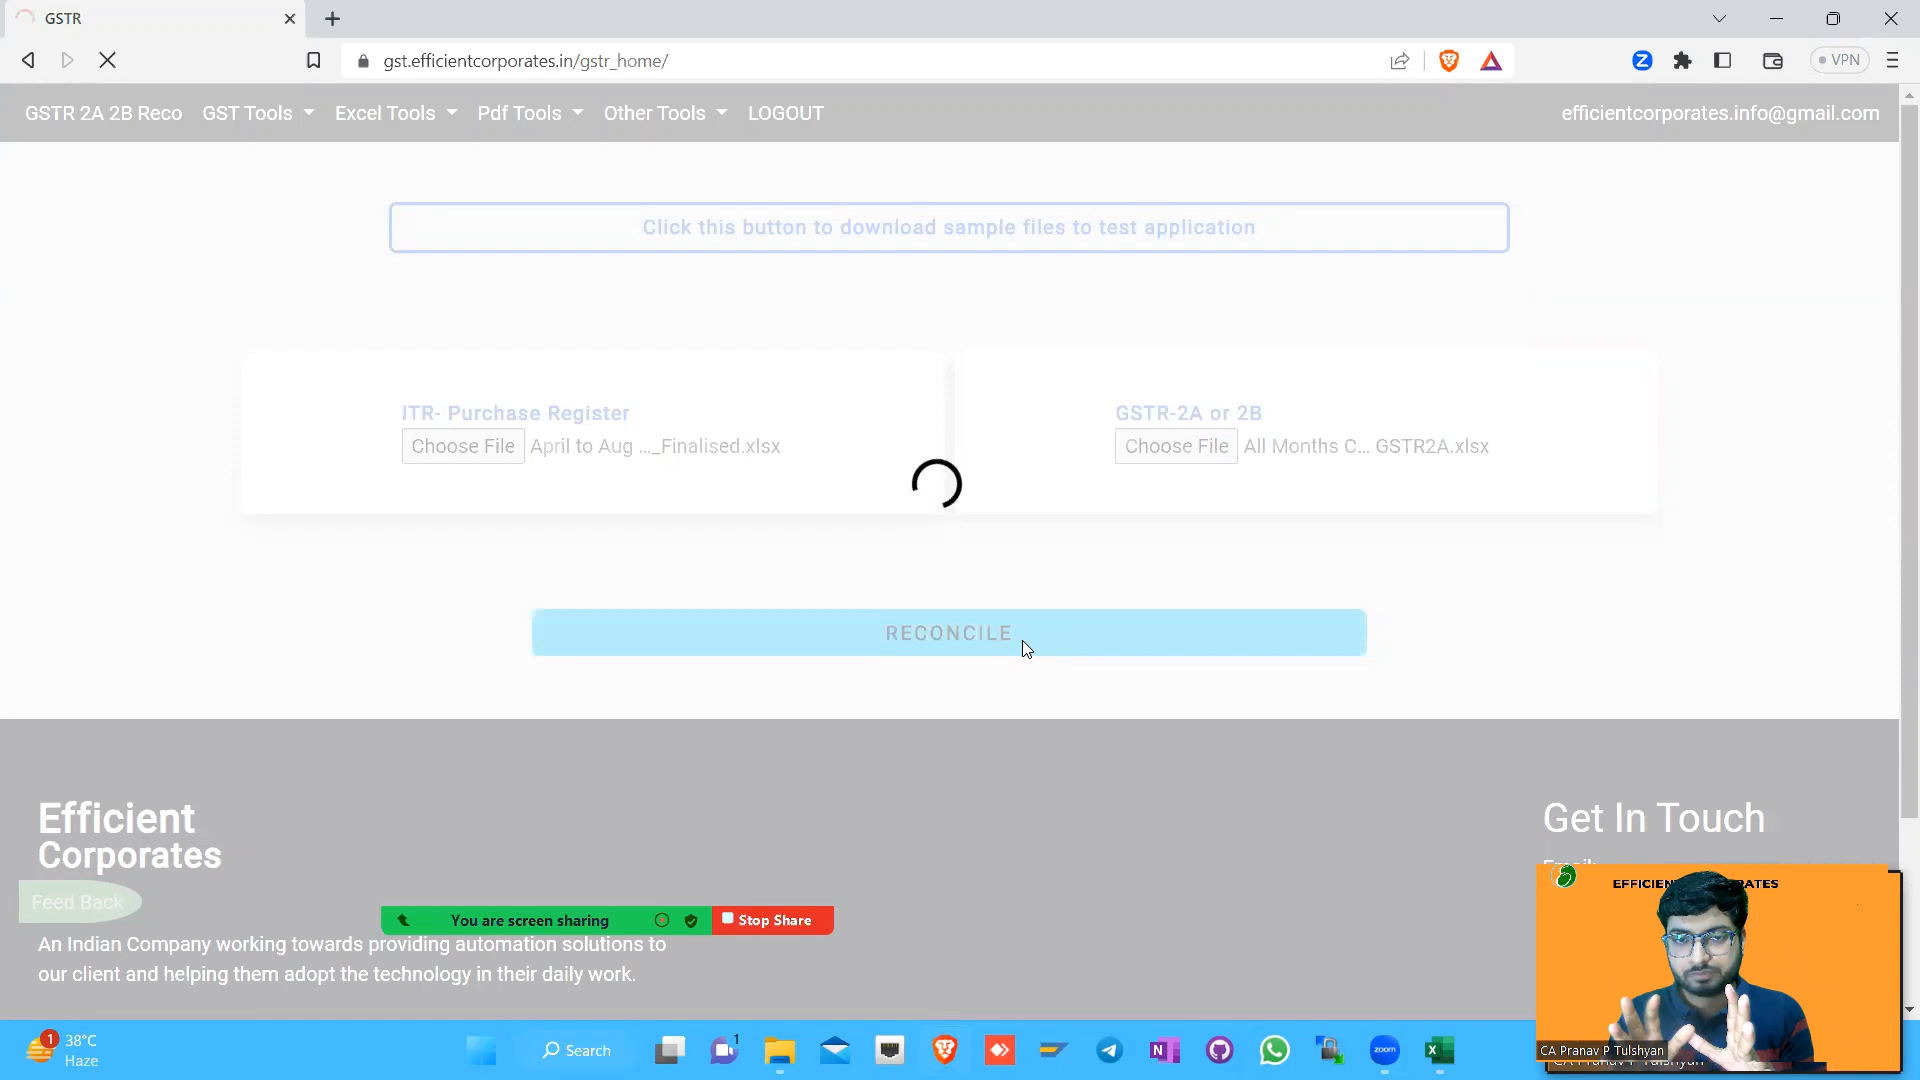 GSTR
gst.efficientcorporates.in/gstr_home/
VPN
GSTR 2A 2B Reco
GST Tools
Excel Tools
Pdf Tools
Other Tools
LOGOUT
efficientcorporates.info@gmail.com
Click this button to download sample files to test application
ITR- Purchase Register
Choose File April to Aug ..._Finalised.xlsx
GSTR-2A or 2B
Choose File All Months C... GSTR2A.xlsx
RECONCILE
Efficient
Corporates
Feed Back
An Indian Company working towards providing automation solutions to
our client and helping them adopt the technology in their daily work.
Get In Touch
You are screen sharing
Stop Share
CA Pranav P Tulshyan
1
38°C
Haze
Search
1
zoom